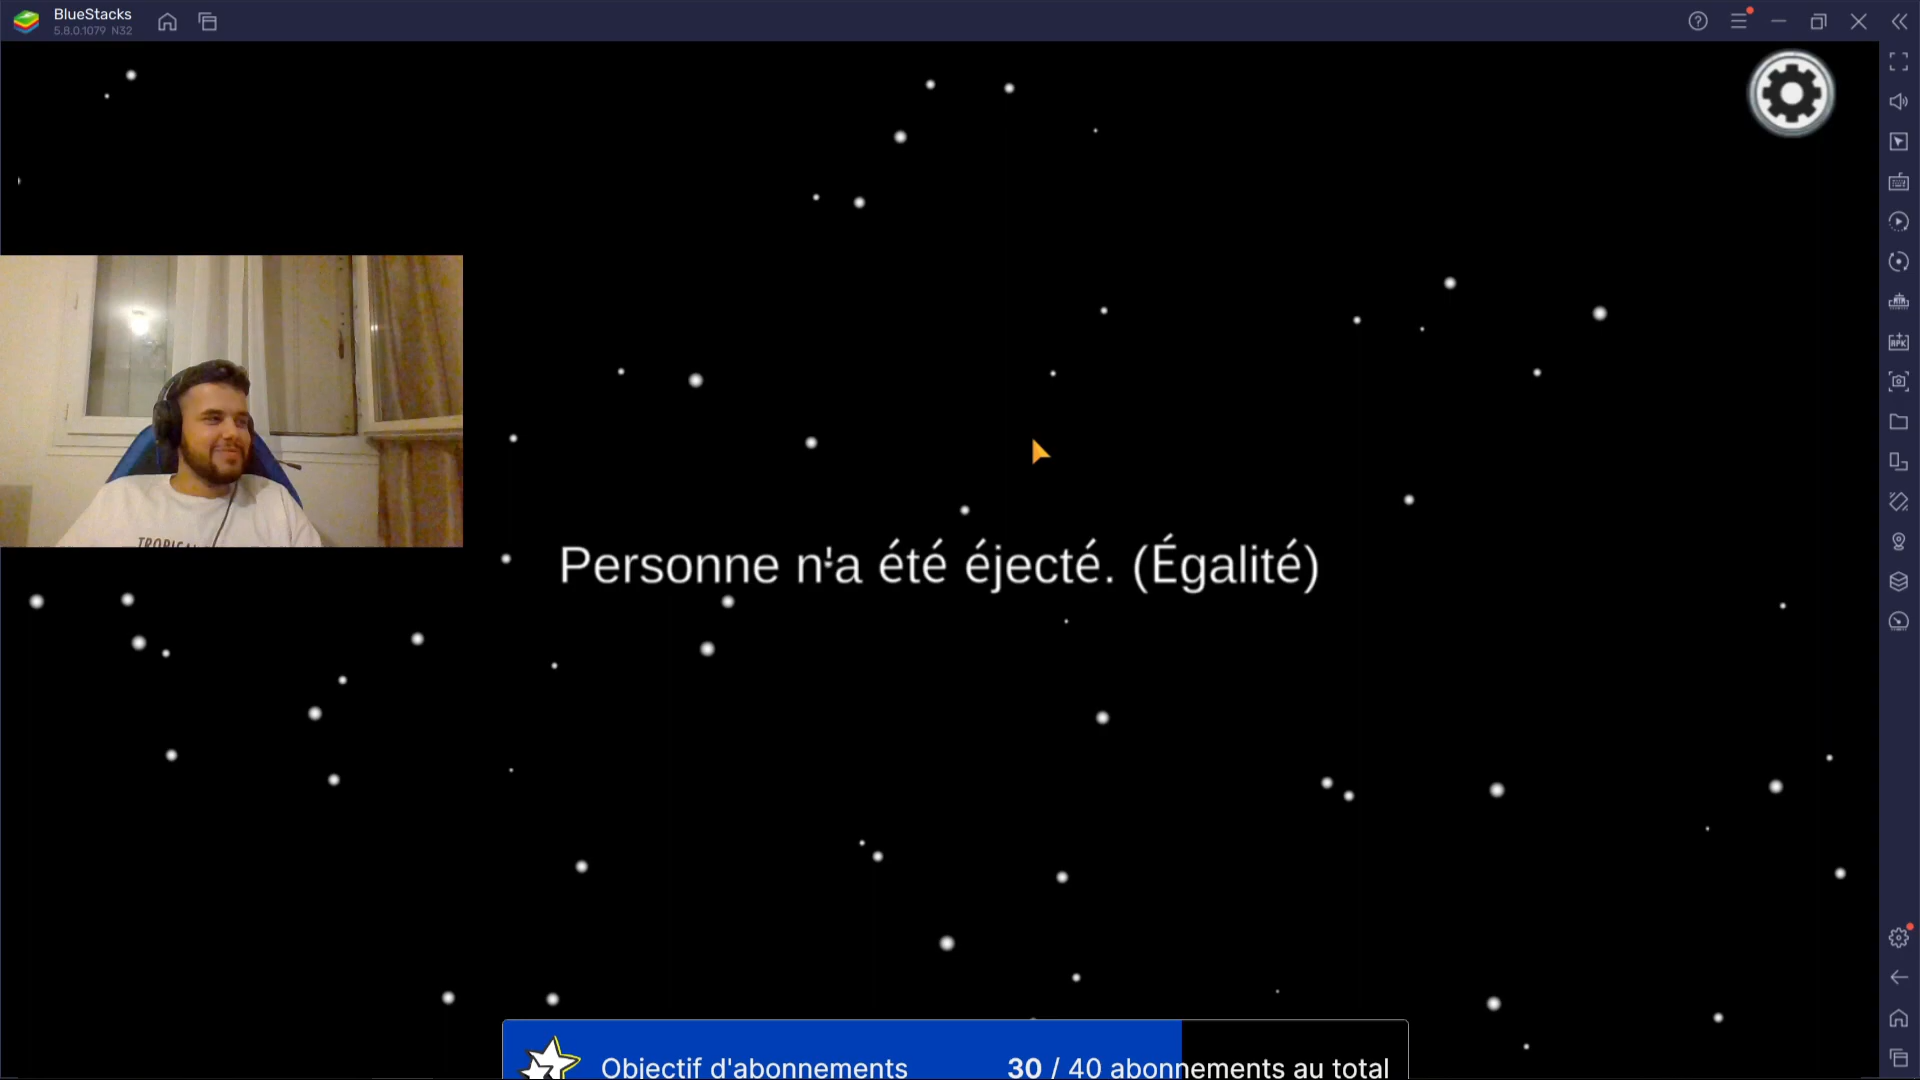 BlueStacks
5.8.0.1079 N32
Personne n'a été éjecté. (Égalité)
Objectif d'abonnements
30 / 40 abonnements au total